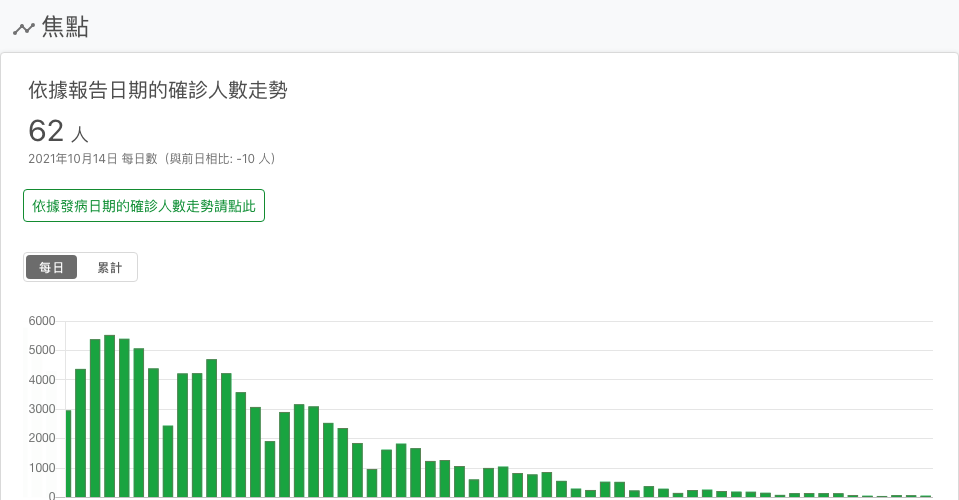 焦點
依據報告日期的確診人數走勢
62 人
2021年10月14日 每日數（與前日相比: -10 人）
依據發病日期的確診人數走勢請點此
每日 累計
6000
5000
4000
3000
2000
1000
0